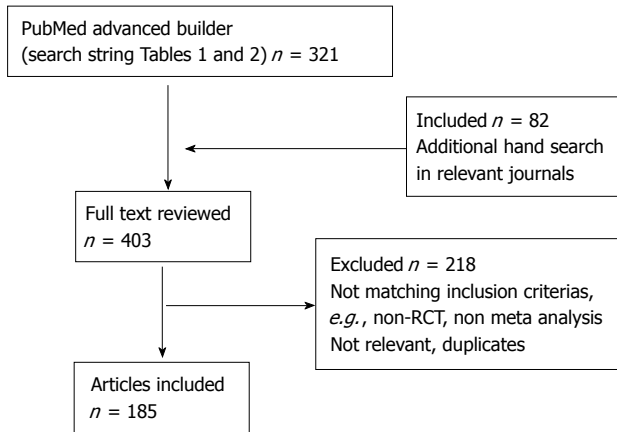 PubMed advanced builder
(search string Tables 1 and 2) n = 321
Included n = 82
Additional hand search
in relevant journals
Full text reviewed
n = 403
Excluded n = 218
Not matching inclusion criterias,
e.g., non-RCT, non meta analysis
Not relevant, duplicates
Articles included
n = 185